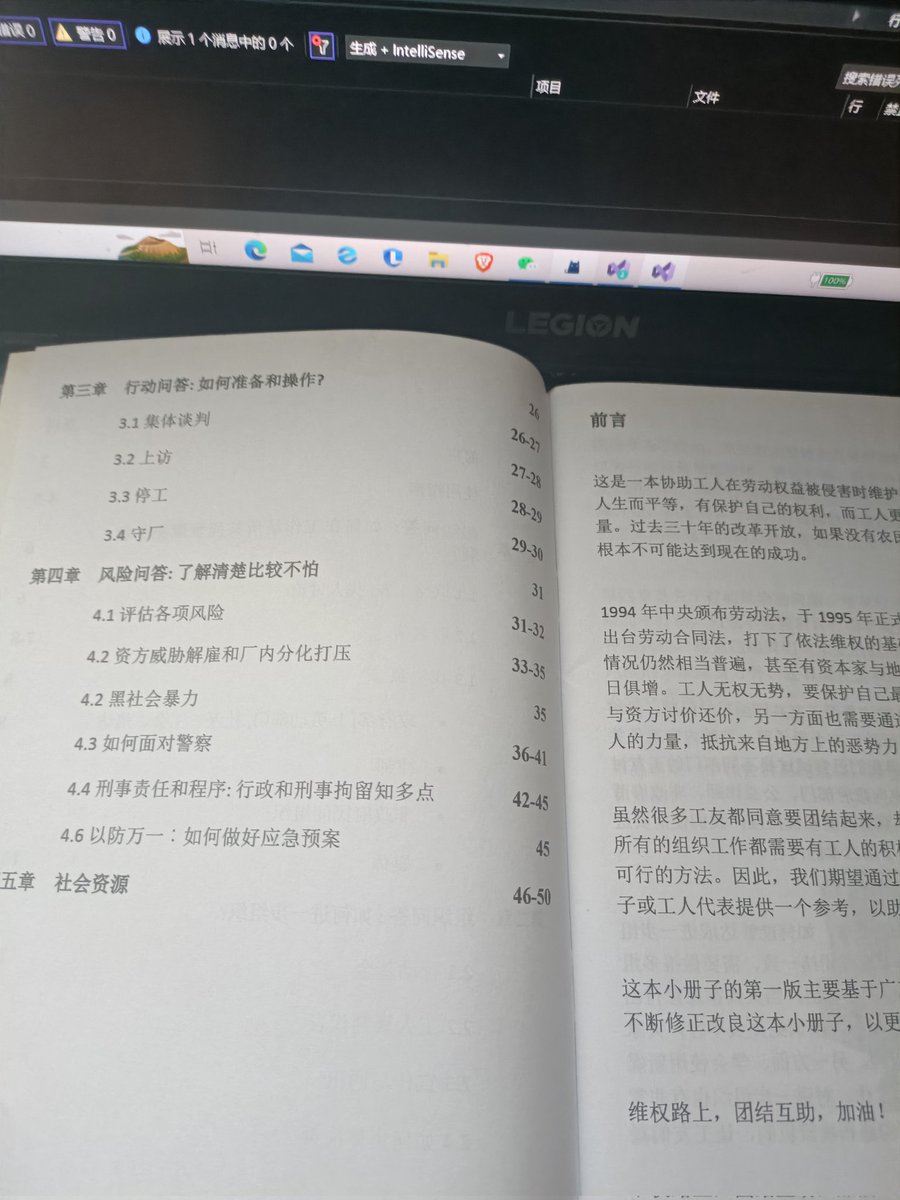 错误 0
警告 0
展示 1 个消息中的 0 个
生成 + IntelliSense
搜索错误
项目
文件
行
100%
LEGION
第三章 行动问答: 如何准备和操作? 26
3.1 集体谈判 26-27
3.2 上访 27-28
3.3 停工 28-29
3.4 守厂 29-30
第四章 风险问答: 了解清楚比较不怕 31
4.1 评估各项风险 31-32
4.2 资方威胁解雇和厂内分化打压 33-35
4.2 黑社会暴力 35
4.3 如何面对警察 36-41
4.4 刑事责任和程序: 行政和刑事拘留知多点 42-45
4.6 以防万一：如何做好应急预案 45
五章 社会资源 46-50
前言
这是一本协助工人在劳动权益被侵害时维护
人生而平等，有保护自己的权利，而工人更
量。过去三十年的改革开放，如果没有农民
根本不可能达到现在的成功。
1994 年中央颁布劳动法，于 1995 年正式
出台劳动合同法，打下了依法维权的基
情况仍然相当普遍，甚至有资本家与地
日俱增。工人无权无势，要保护自己最
与资方讨价还价，另一方面也需要通过
人的力量，抵抗来自地方上的恶势力
虽然很多工友都同意要团结起来，却
所有的组织工作都需要有工人的积极
可行的方法。因此，我们期望通过
子或工人代表提供一个参考，以助
这本小册子的第一版主要基于广
不断修正改良这本小册子，以更
维权路上，团结互助，加油！